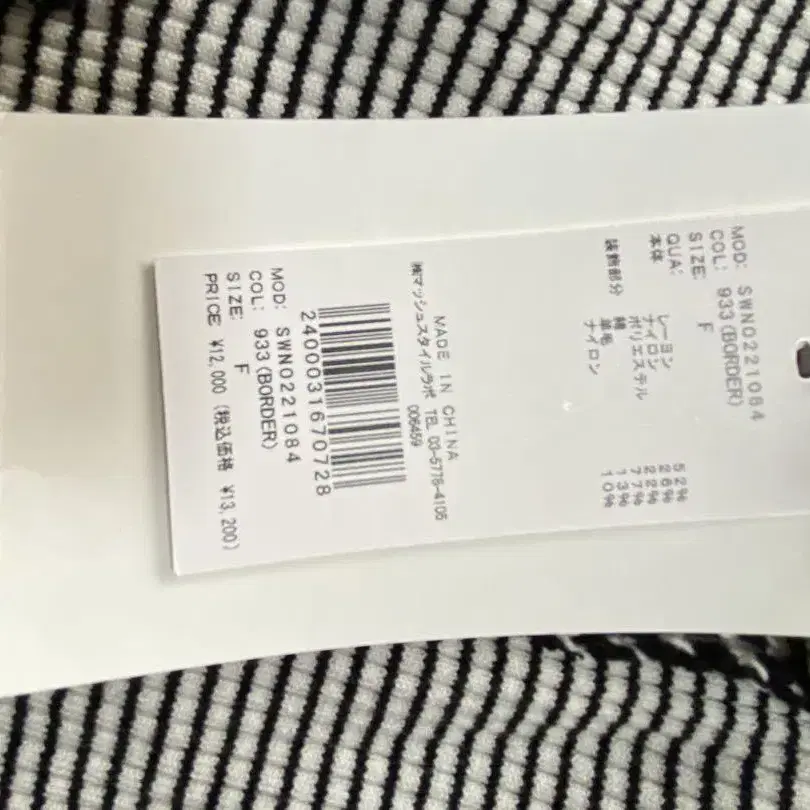 MOD: SWNO221084
COL: 933(BORDER)
SIZE: F
QUA:
本体 レーヨン 52%
ナイロン 26%
ポリエステル 22%
装飾部分 綿 77%
羊毛 13%
ナイロン 10%
MADE IN CHINA
㈱マッシュスタイルラボ TEL 03-5778-4105
006459
2400031670728
MOD: SWNO221084
COL: 933(BORDER)
SIZE: F
PRICE: ¥12,000 (税込価格 ¥13,200)